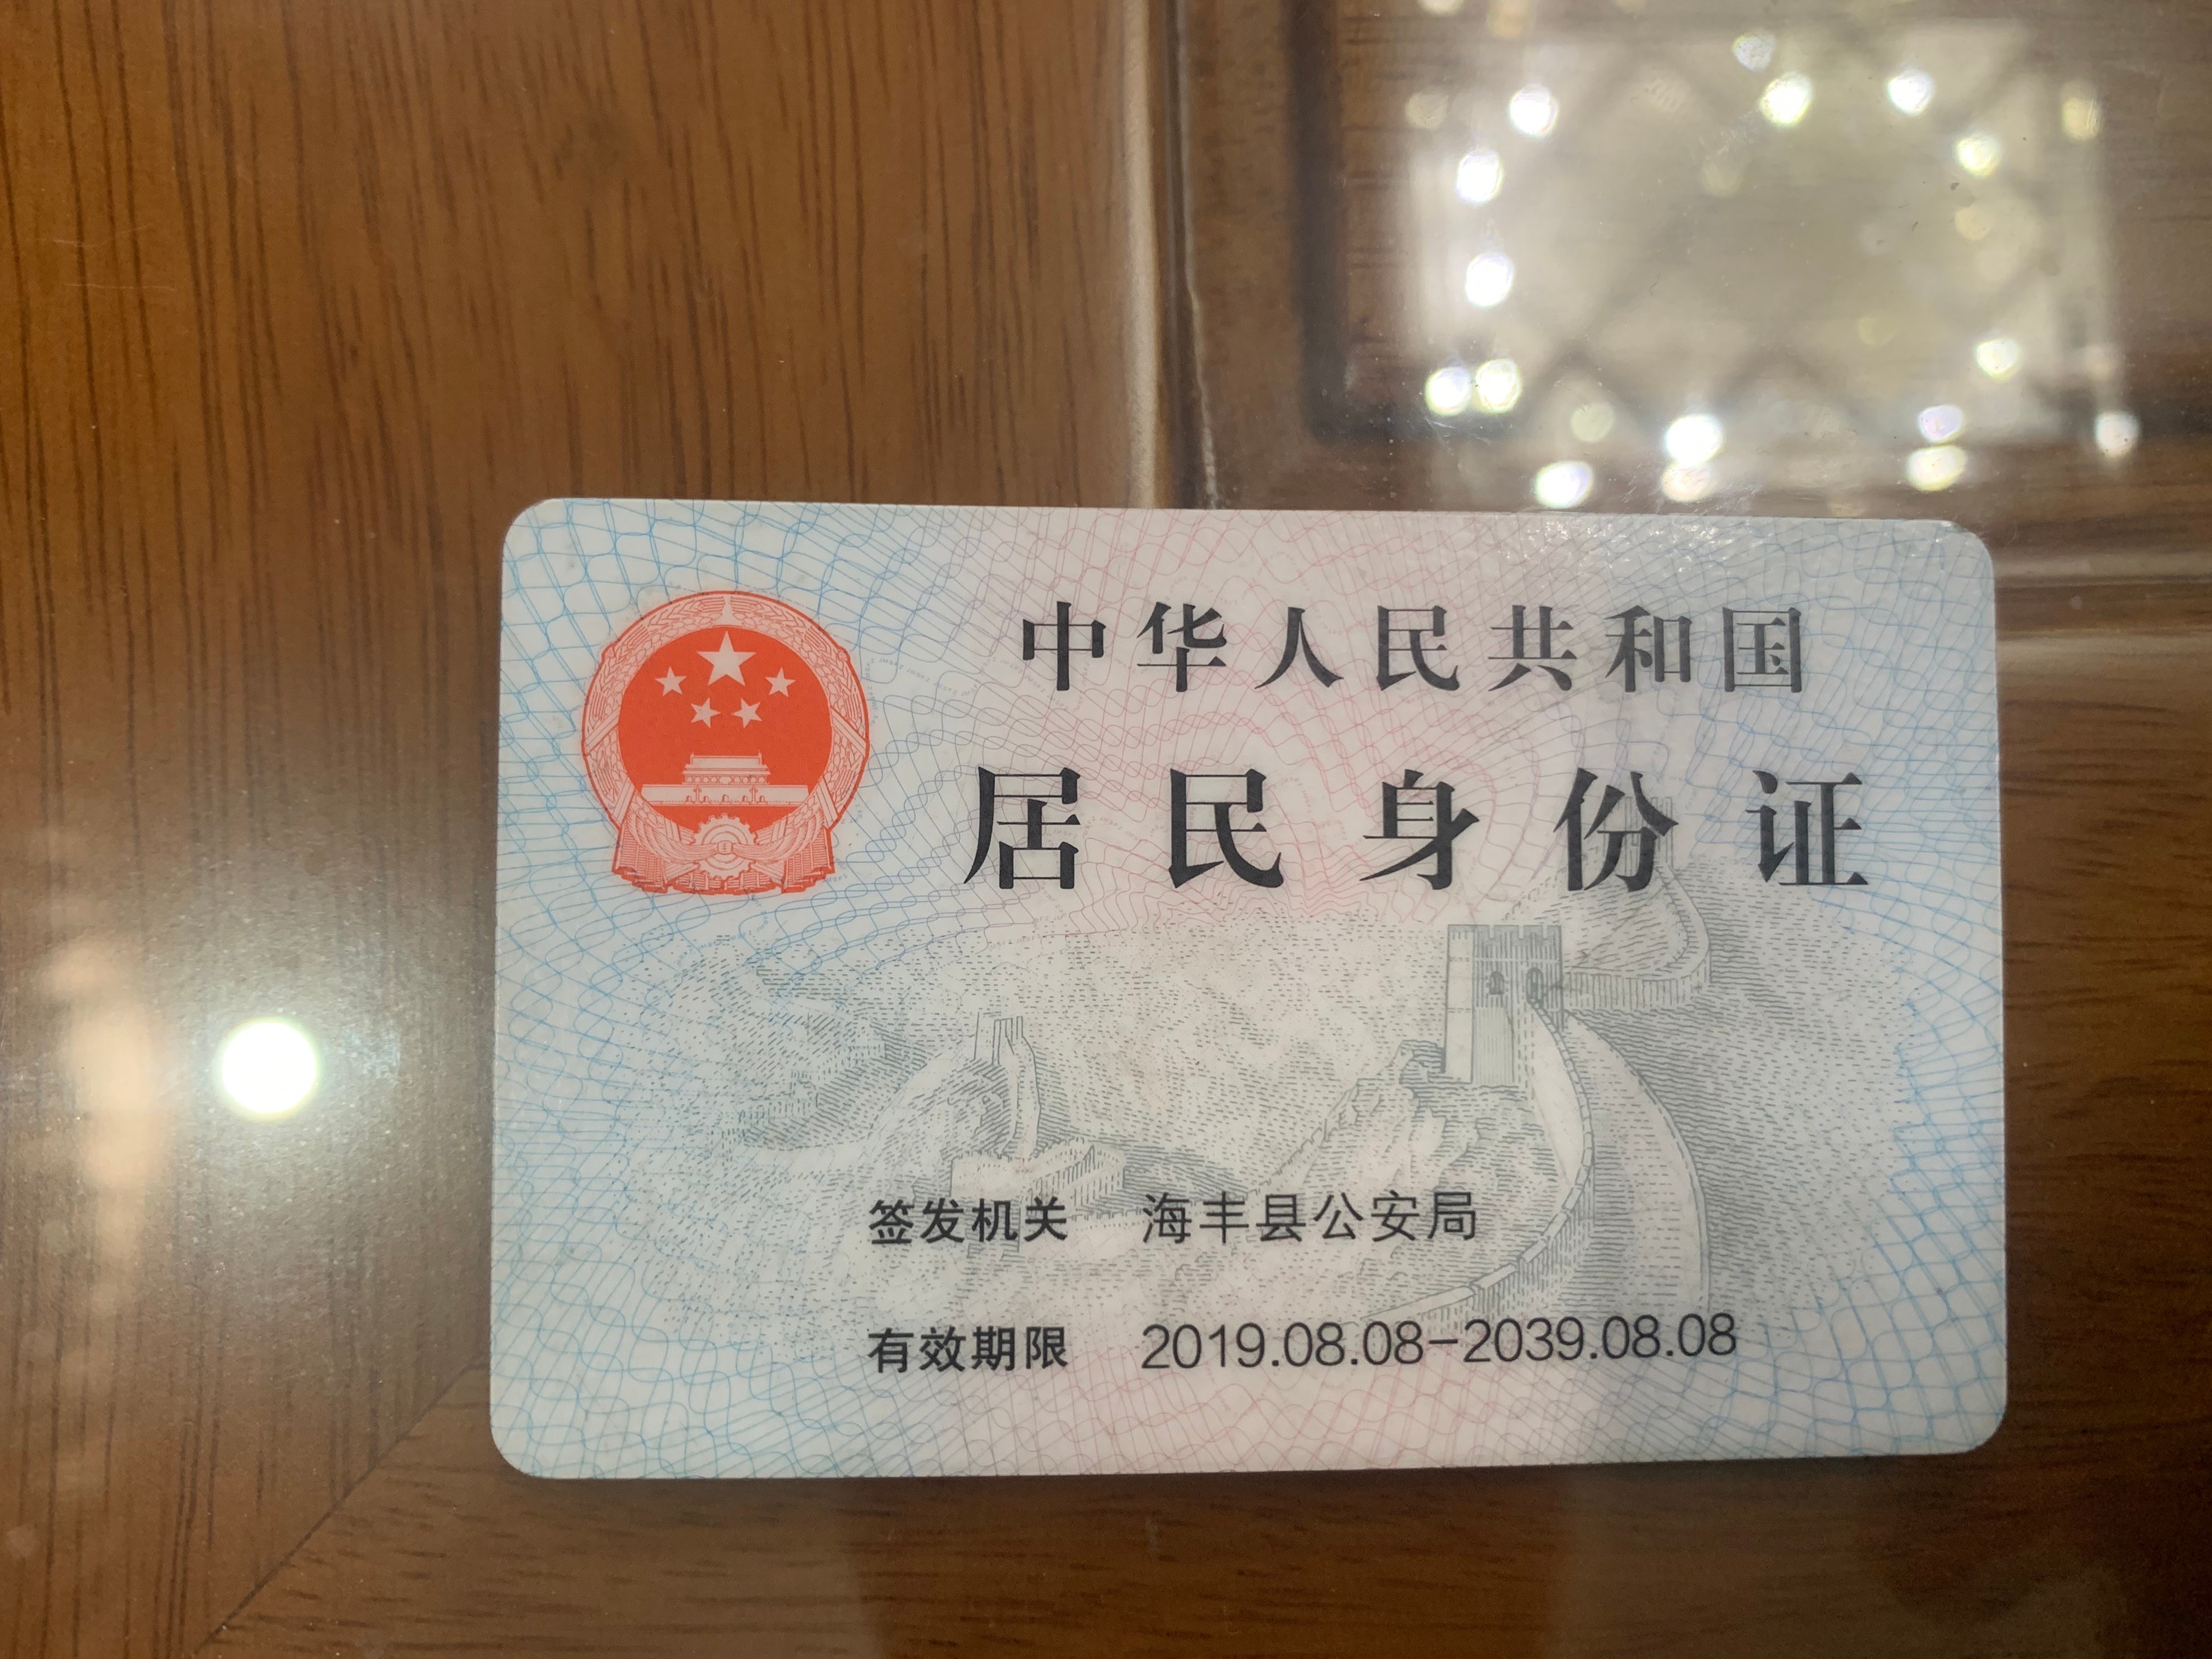 中华人民共和国
居民身份证
签发机关 海丰县公安局
有效期限 2019.08.08-2039.08.08